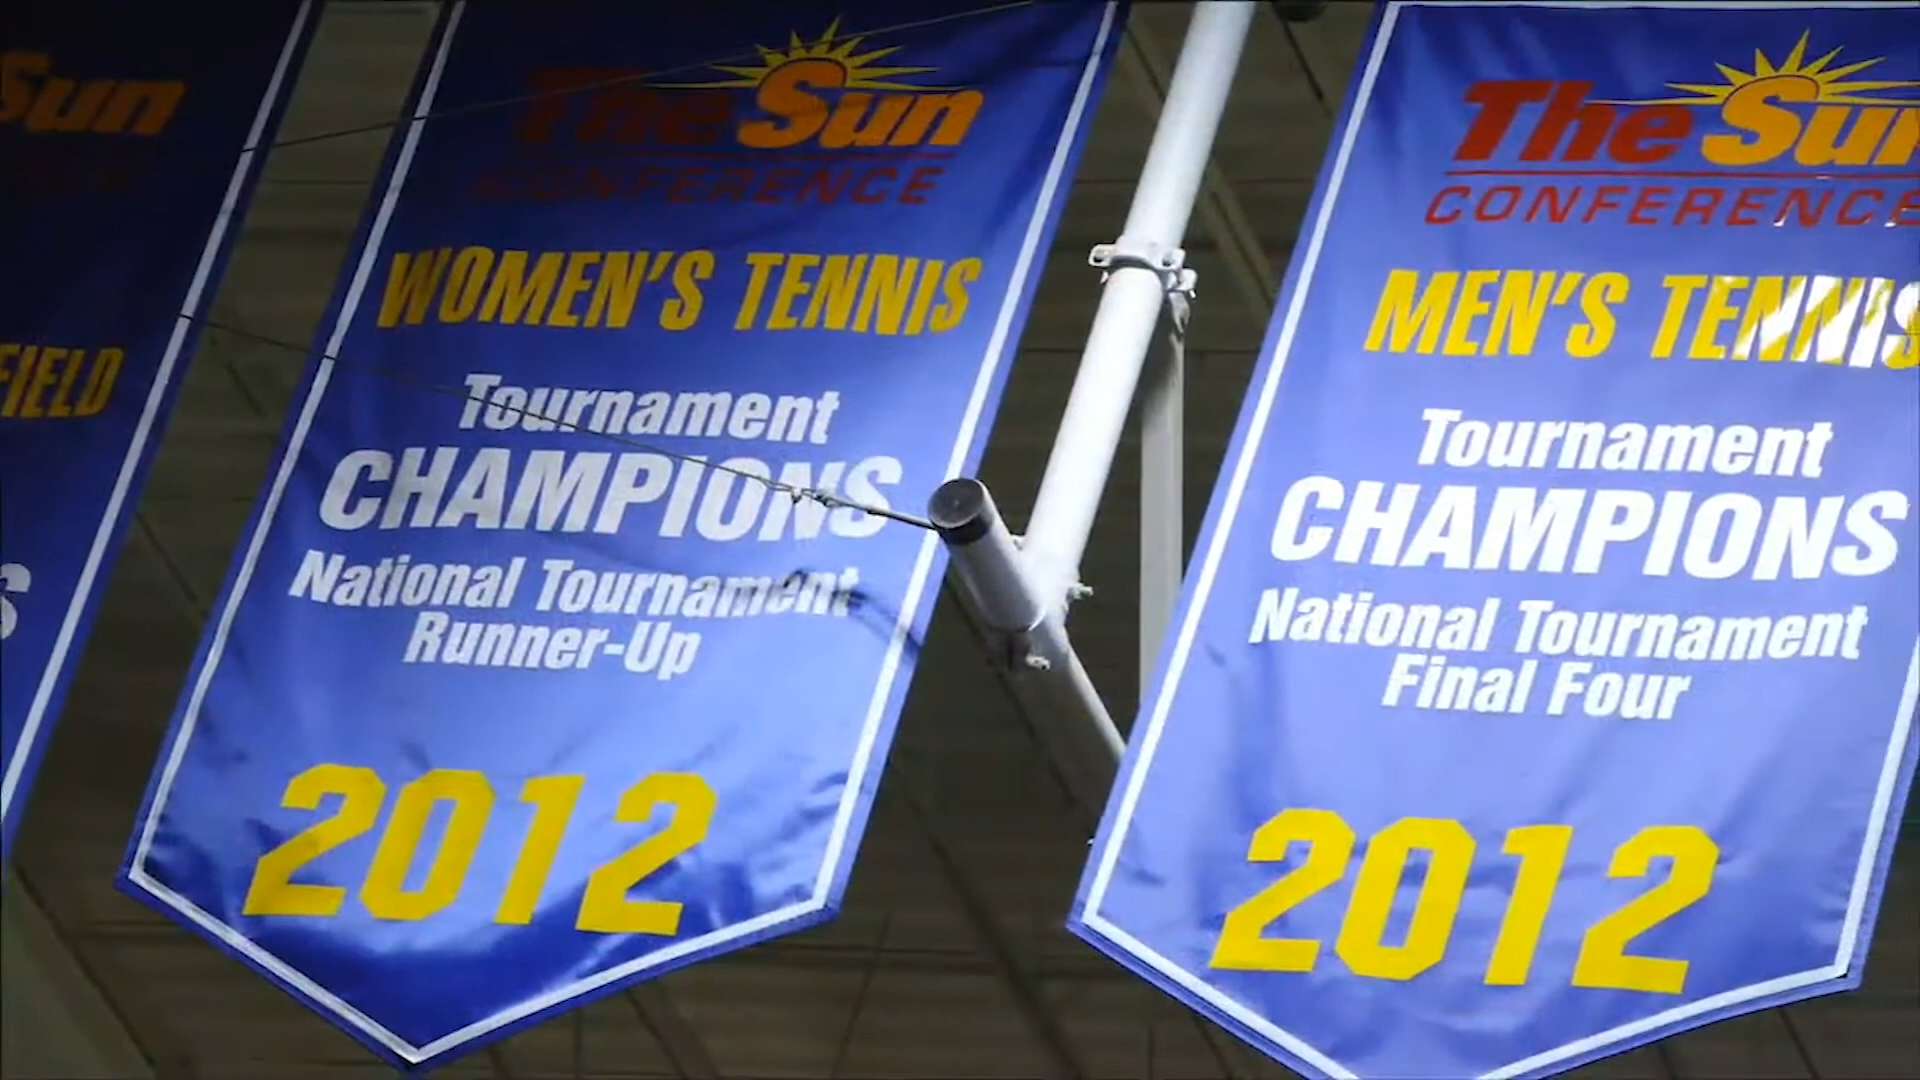 Sun
FIELD
S
The Sun
CONFERENCE
WOMEN'S TENNIS
Tournament
CHAMPIONS
National Tournament
Runner-Up
2012
The Sun
CONFERENCE
MEN'S TENNIS
Tournament
CHAMPIONS
National Tournament
Final Four
2012